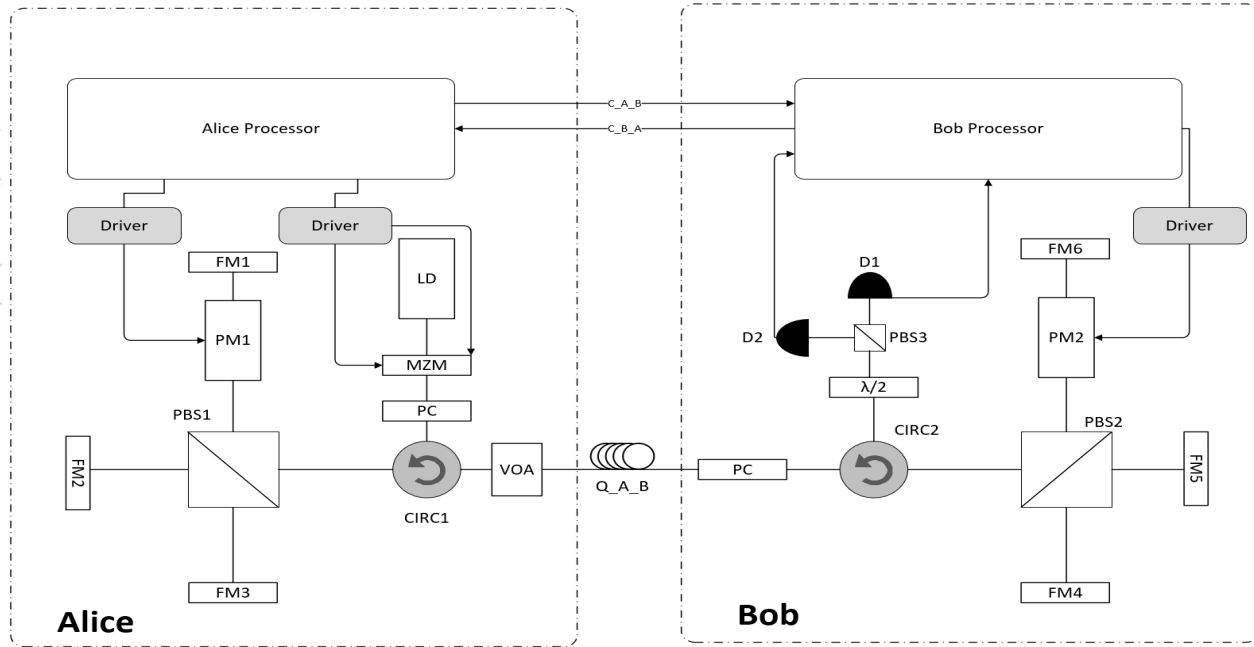 C_A_B
Alice Processor
Bob Processor
C_B_A
Driver
Driver
Driver
FM1
LD
D1
FM6
PM1
D2
PBS3
PM2
MZM
λ/2
PBS1
PC
PBS2
CIRC2
FM2
VOA
PC
FM5
Q_A_B
CIRC1
FM3
FM4
Alice
Bob